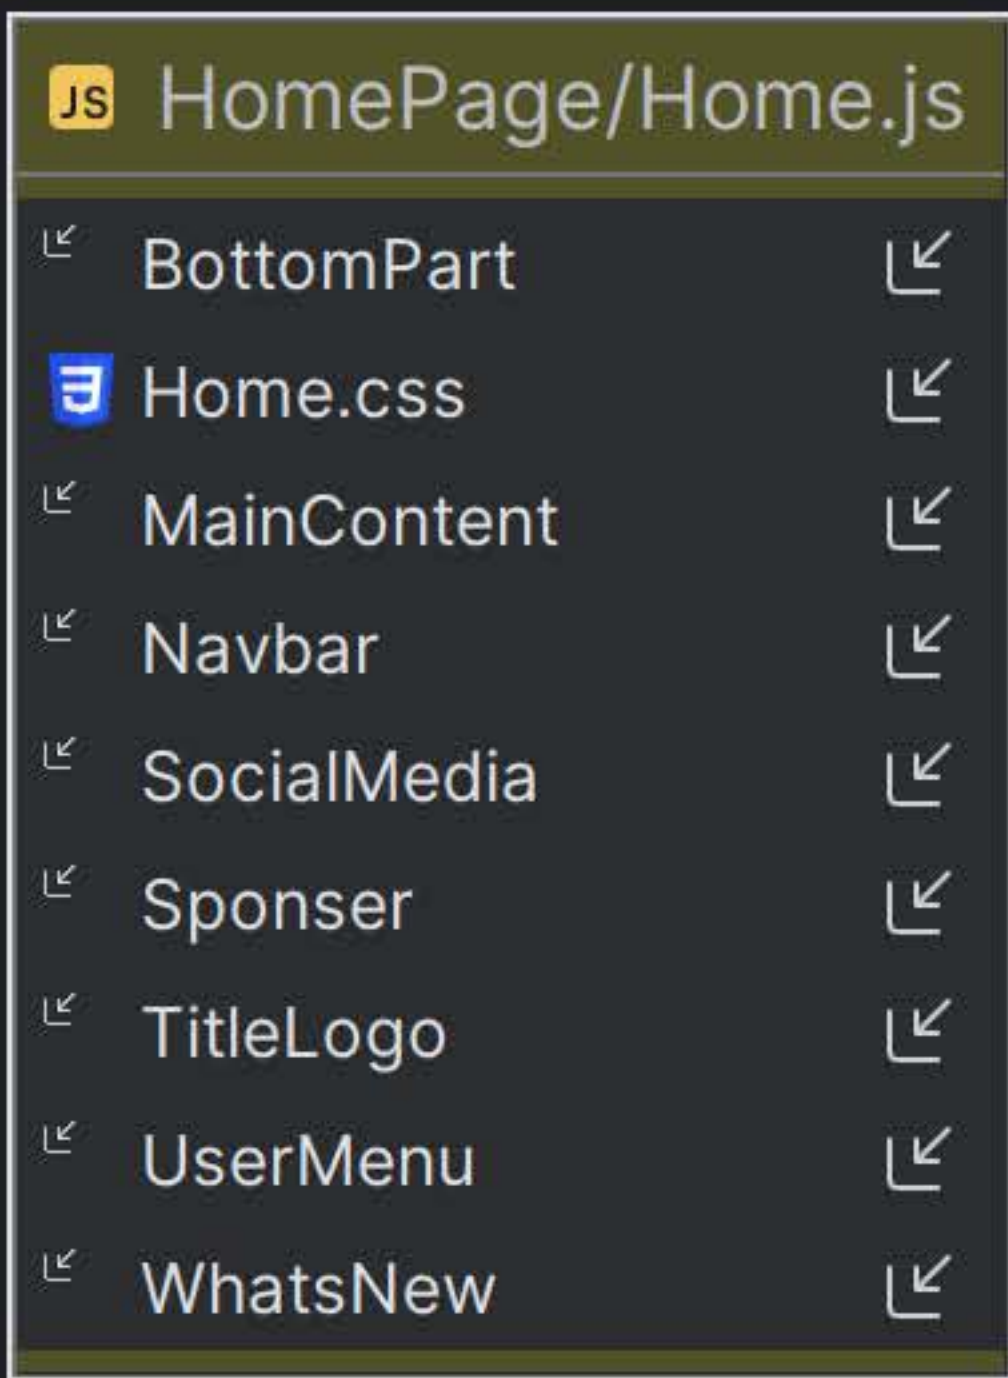 JS HomePage/Home.js
BottomPart
Home.css
MainContent
Navbar
SocialMedia
Sponser
TitleLogo
UserMenu
WhatsNew